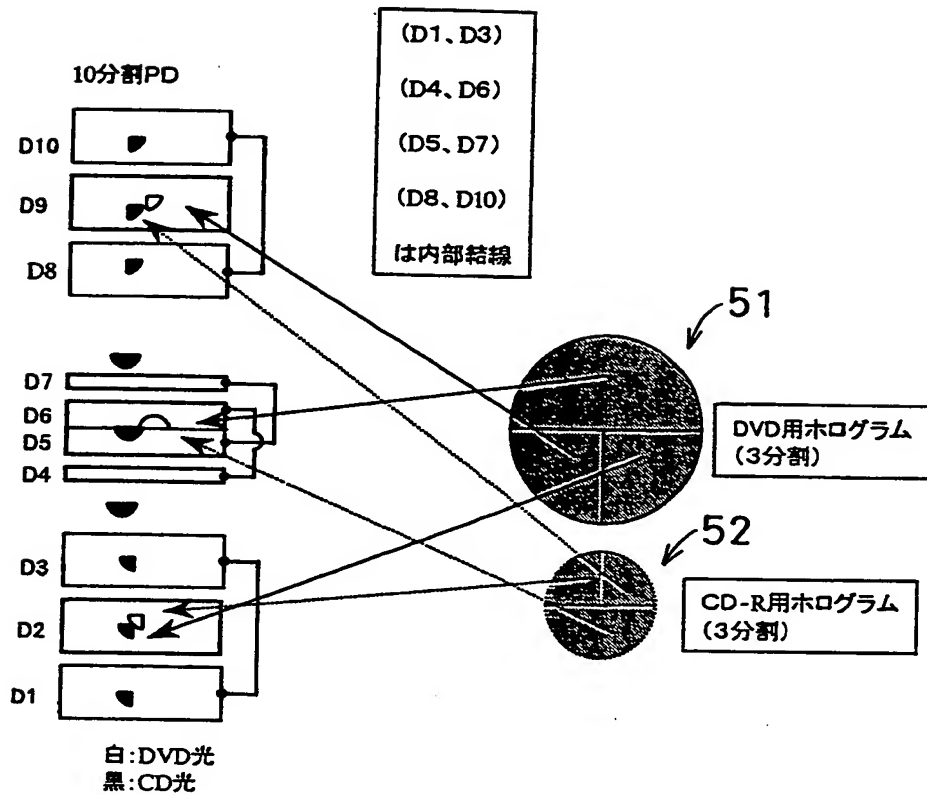 (D1、D3)
(D4、D6)
(D5、D7)
(D8、D10)
は内部結線
10分割PD
D10
D9
D8
D7
D6
D5
D4
D3
D2
D1
51
DVD用ホログラム
(3分割)
52
CD-R用ホログラム
(3分割)
白:DVD光
黒:CD光